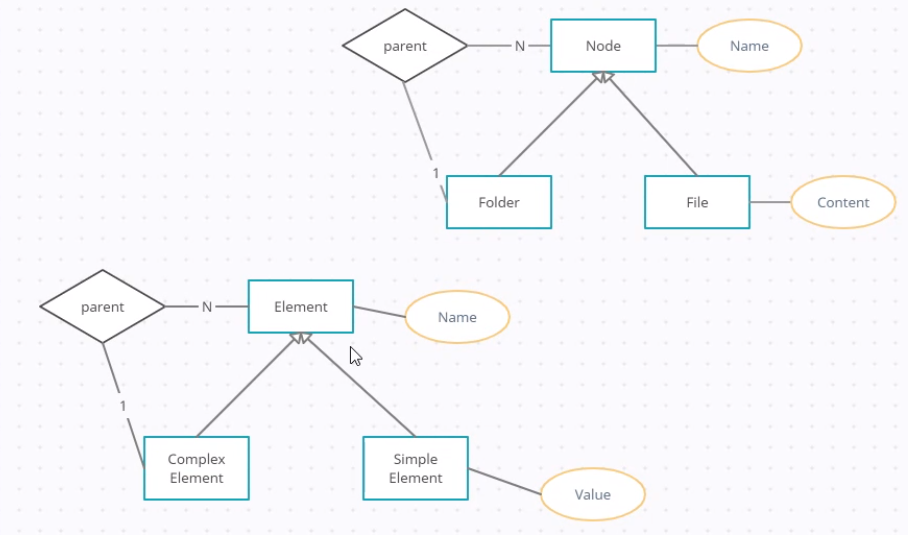 parent
N
Node
Name
1
Folder
File
Content
parent
N
Element
Name
1
Complex
Element
Simple
Element
Value